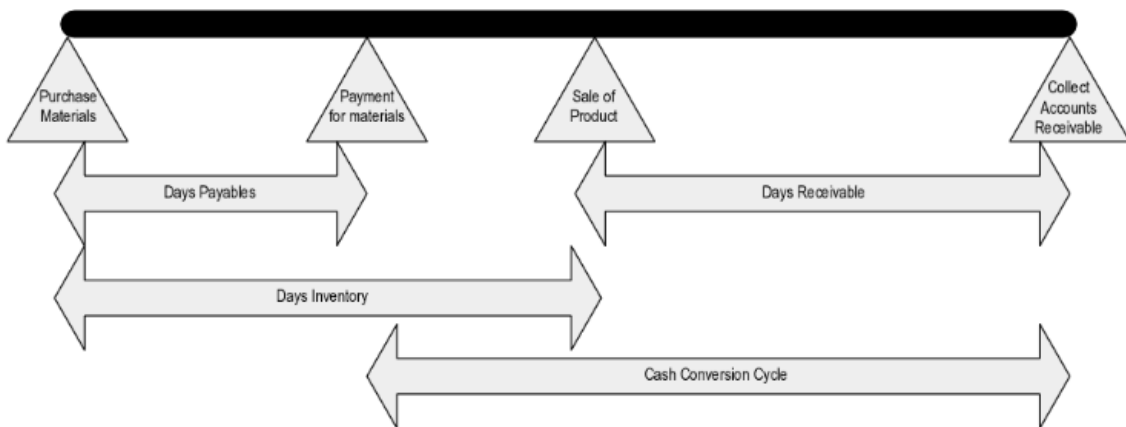 Purchase
Materials
Payment
for materials
Sale of
Product
Collect
Accounts
Receivable
Days Payables
Days Receivable
Days Inventory
Cash Conversion Cycle